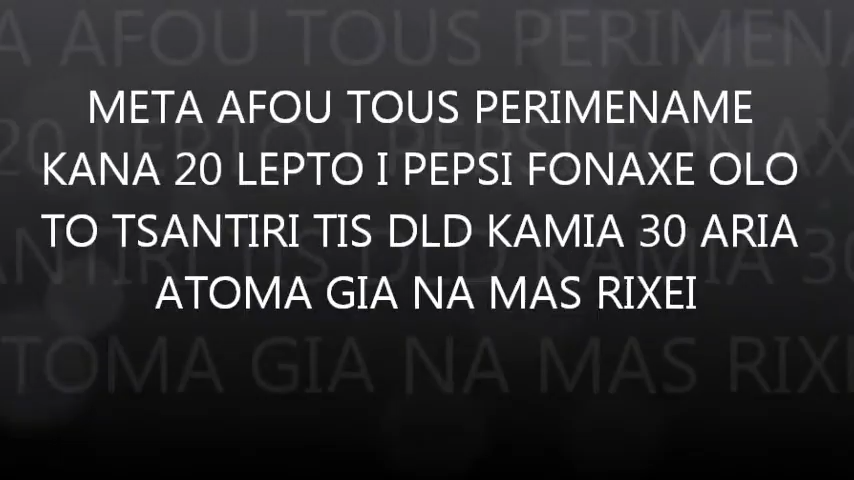 META AFOU TOUS PERIMENAME
KANA 20 LEPTO I PEPSI FONAXE OLO
TO TSANTIRI TIS DLD KAMIA 30 ARIA
ATOMA GIA NA MAS RIXEI